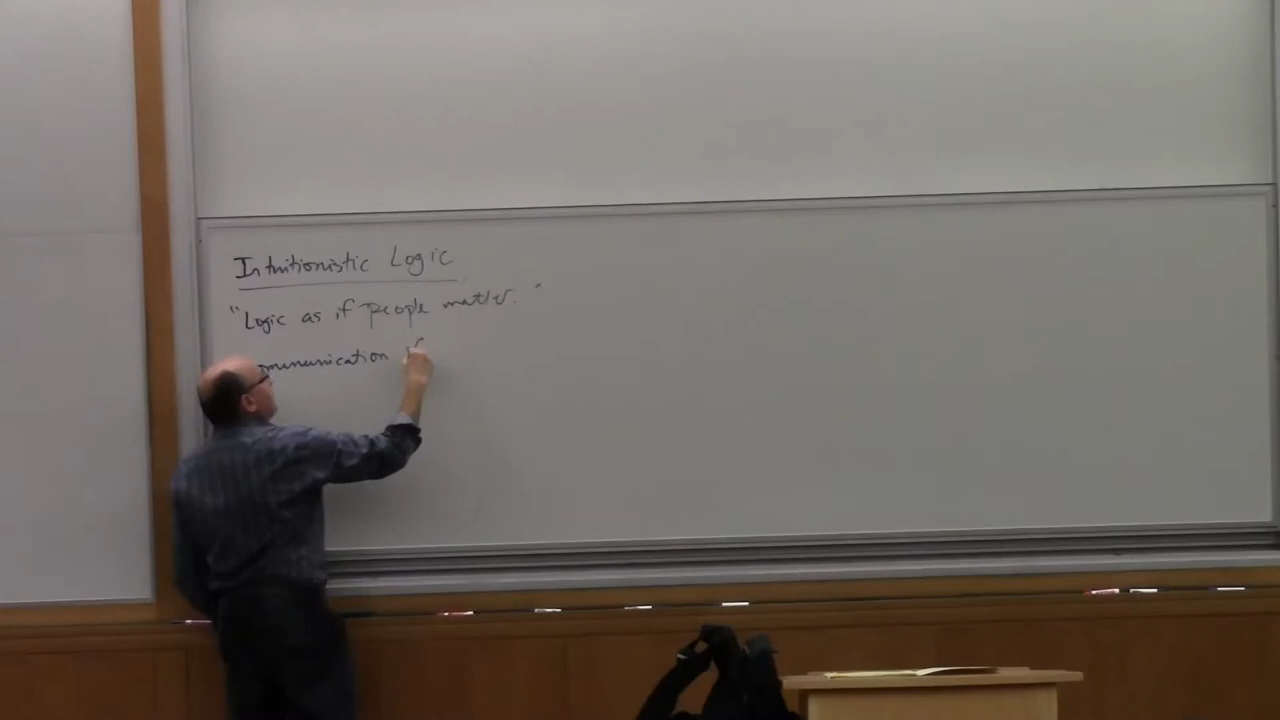 Intuitionistic Logic
"Logic as if people matter."
ommunication